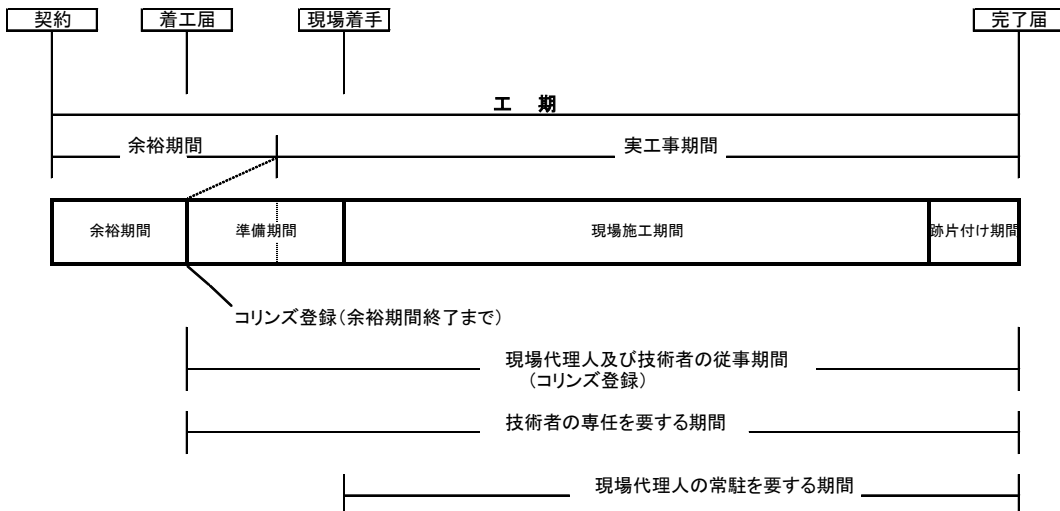 契約
着工届
現場着手
完了届
工 期
余裕期間
実工事期間
余裕期間
準備期間
現場施工期間
跡片付け期間
コリンズ登録（余裕期間終了まで）
現場代理人及び技術者の従事期間
（コリンズ登録）
技術者の専任を要する期間
現場代理人の常駐を要する期間